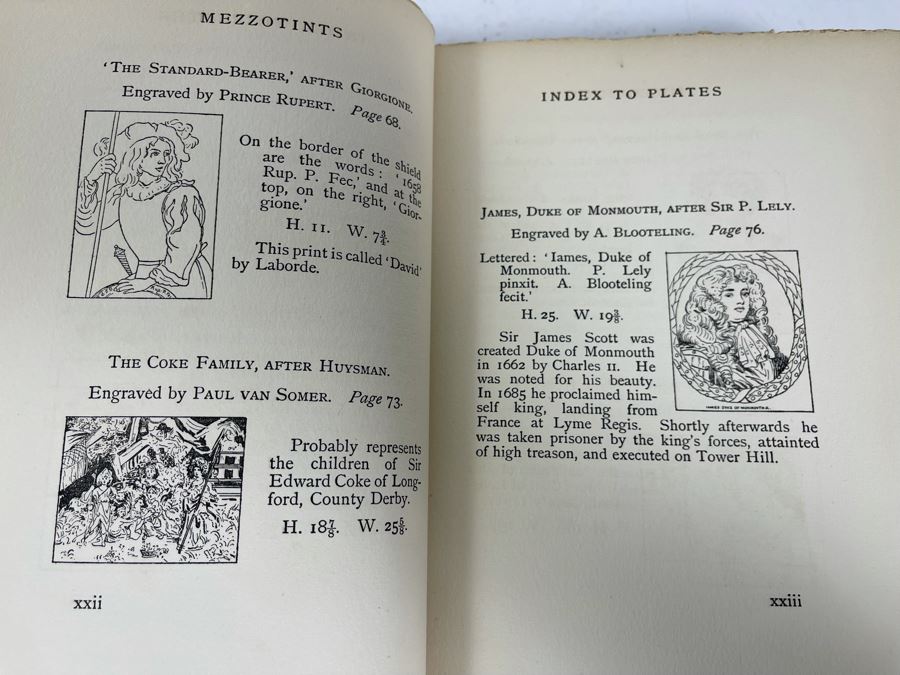 MEZZOTINTS
'THE STANDARD-BEARER,' AFTER GIORGIONE.
Engraved by PRINCE RUPERT. Page 68.
On the border of the shield
are the words: '1658
Rup. P. Fec,' and at the
top, on the right, 'Gior-
gione.'
H. 11. W. 7¾.
This print is called 'David'
by Laborde.
THE COKE FAMILY, AFTER HUYSMAN.
Engraved by PAUL VAN SOMER. Page 73.
Probably represents
the children of Sir
Edward Coke of Long-
ford, County Derby.
H. 18⅞. W. 25⅝.
xxii
INDEX TO PLATES
JAMES, DUKE OF MONMOUTH, AFTER SIR P. LELY.
Engraved by A. BLOOTELING. Page 76.
Lettered: 'Iames, Duke of
Monmouth. P. Lely
pinxit. A. Blooteling
fecit.'
H. 25. W. 19⅜.
Sir James Scott was
created Duke of Monmouth
in 1662 by Charles II. He
was noted for his beauty.
In 1685 he proclaimed him-
self king, landing from
France at Lyme Regis. Shortly afterwards he
was taken prisoner by the king's forces, attainted
of high treason, and executed on Tower Hill.
IAMES DUKE OF MONMOUTH
xxiii